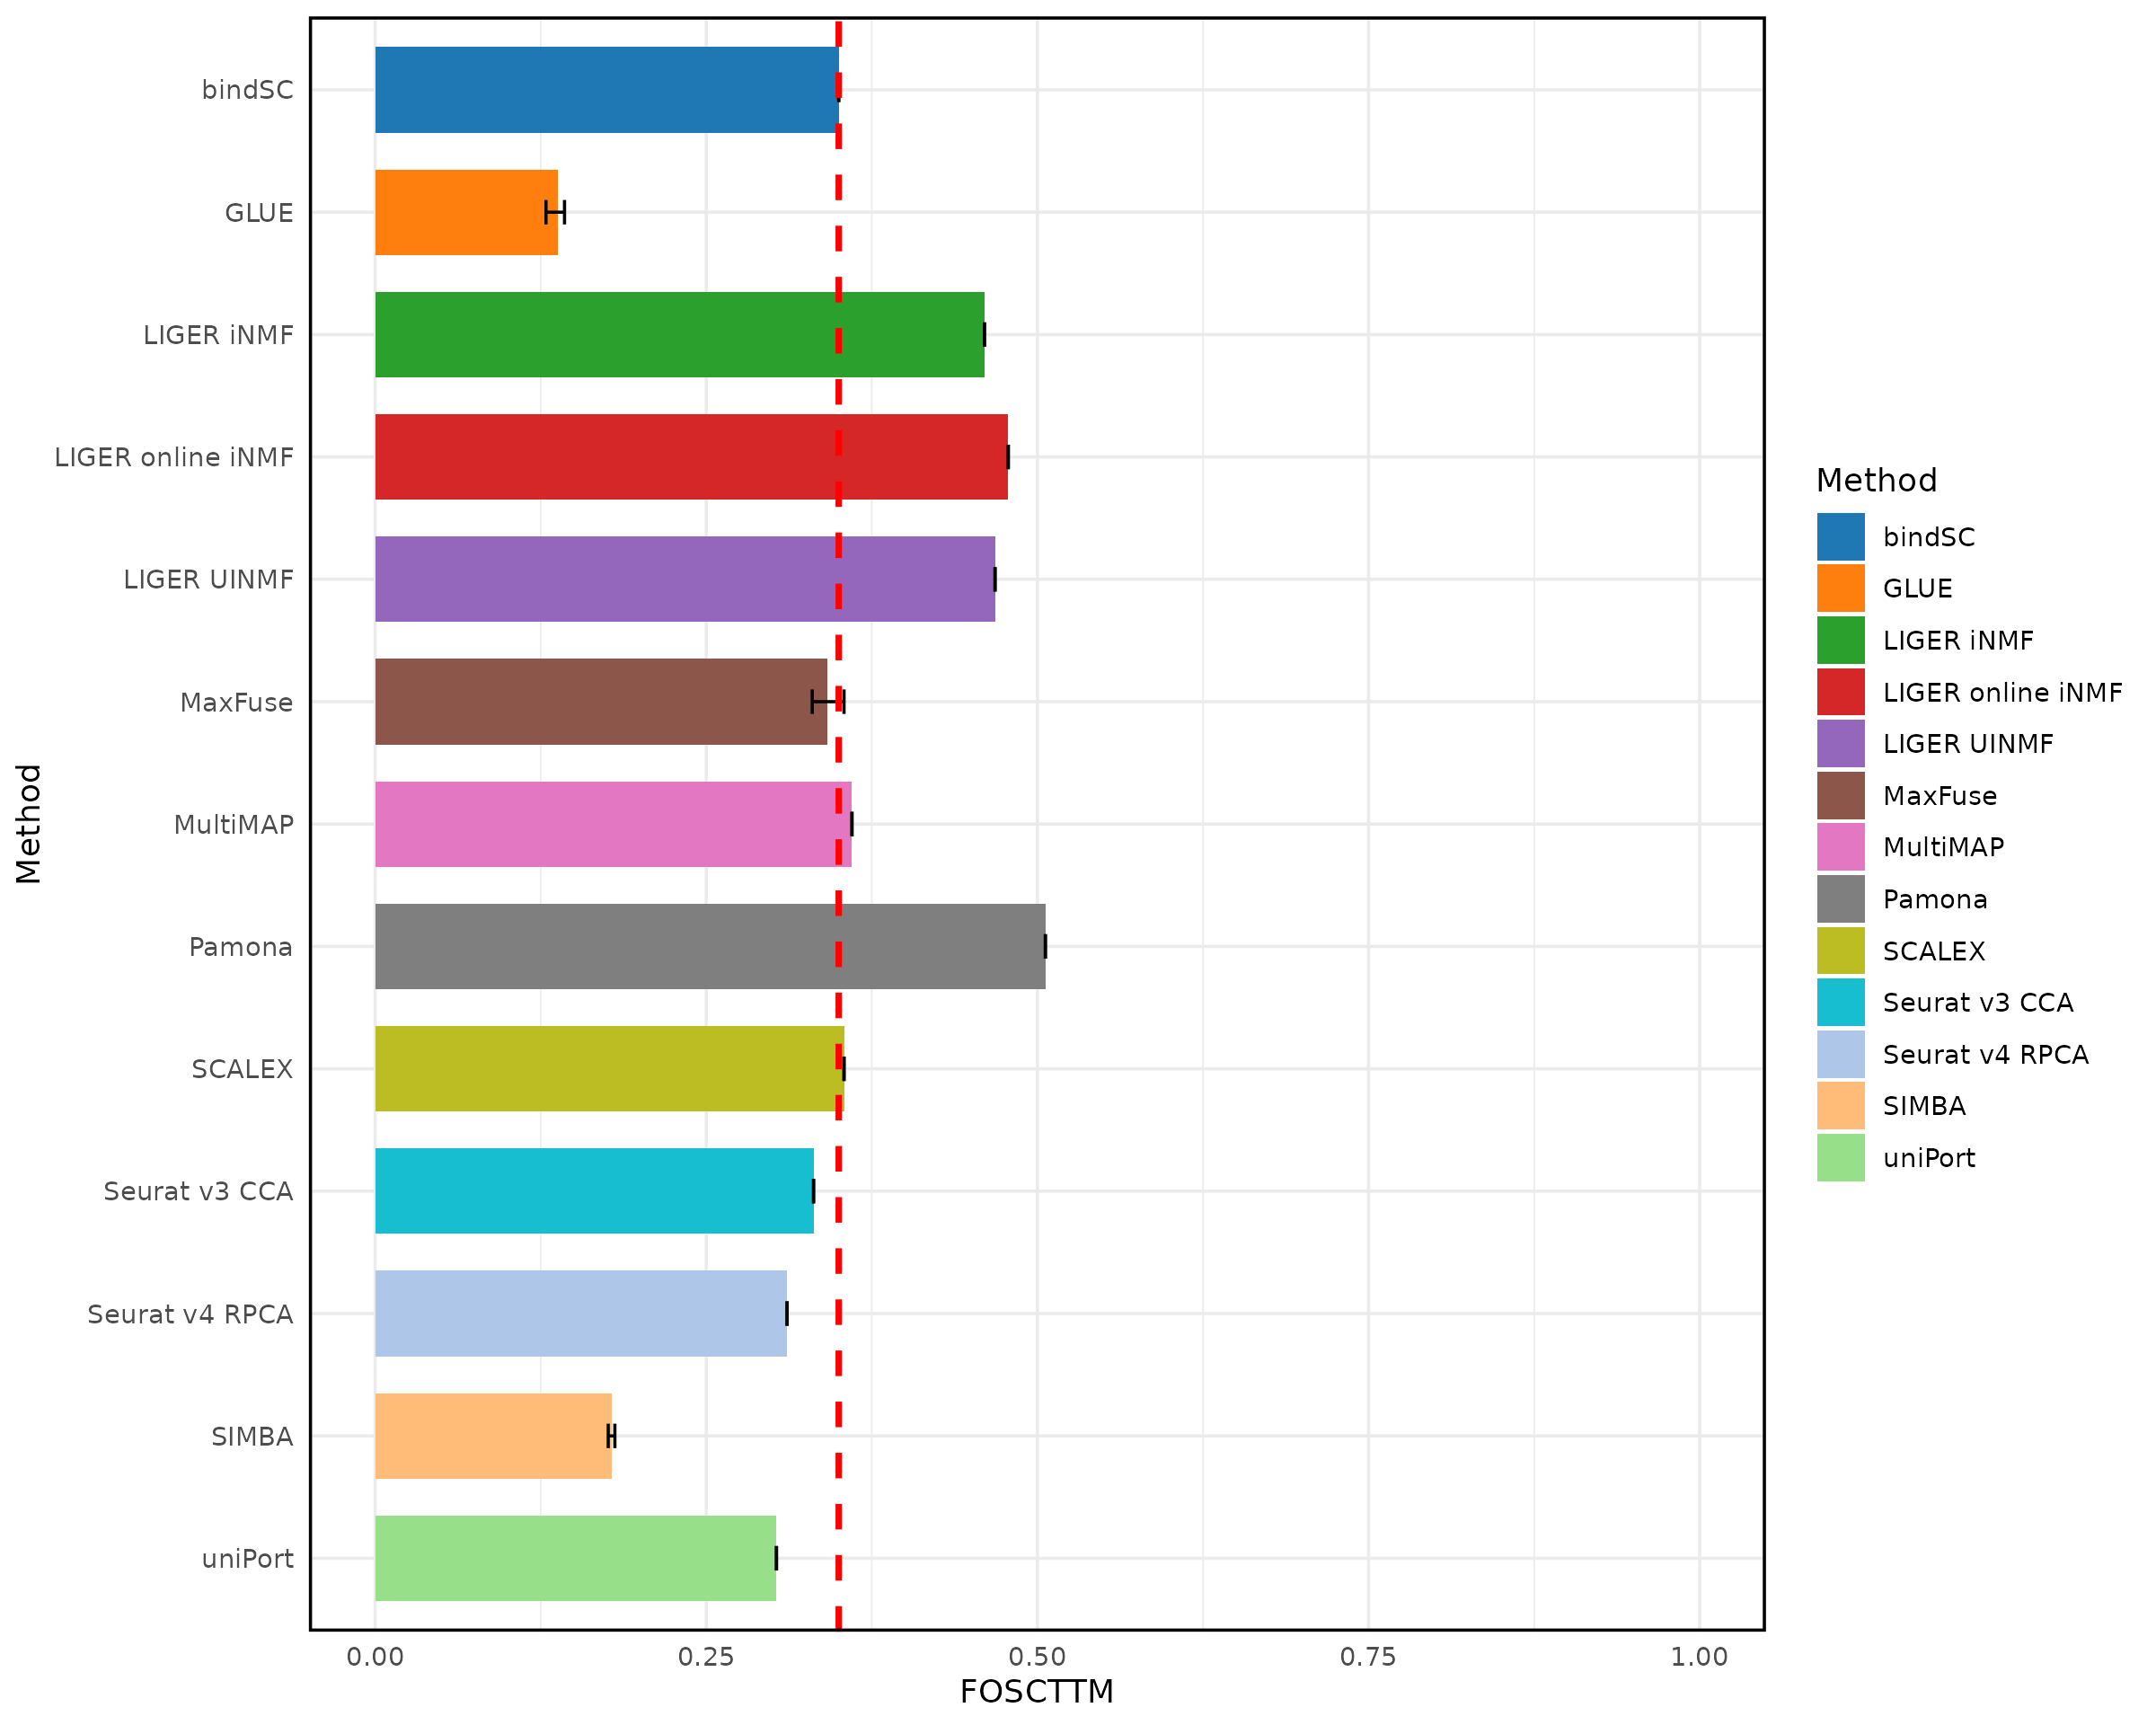 bindSC
GLUE
LIGER iNMF
LIGER online iNMF
LIGER UINMF
MaxFuse
MultiMAP
Pamona
SCALEX
Seurat v3 CCA
Seurat v4 RPCA
SIMBA
uniPort
Method
0.00 0.25 0.50 0.75 1.00
FOSCTTM
Method
bindSC
GLUE
LIGER iNMF
LIGER online iNMF
LIGER UINMF
MaxFuse
MultiMAP
Pamona
SCALEX
Seurat v3 CCA
Seurat v4 RPCA
SIMBA
uniPort